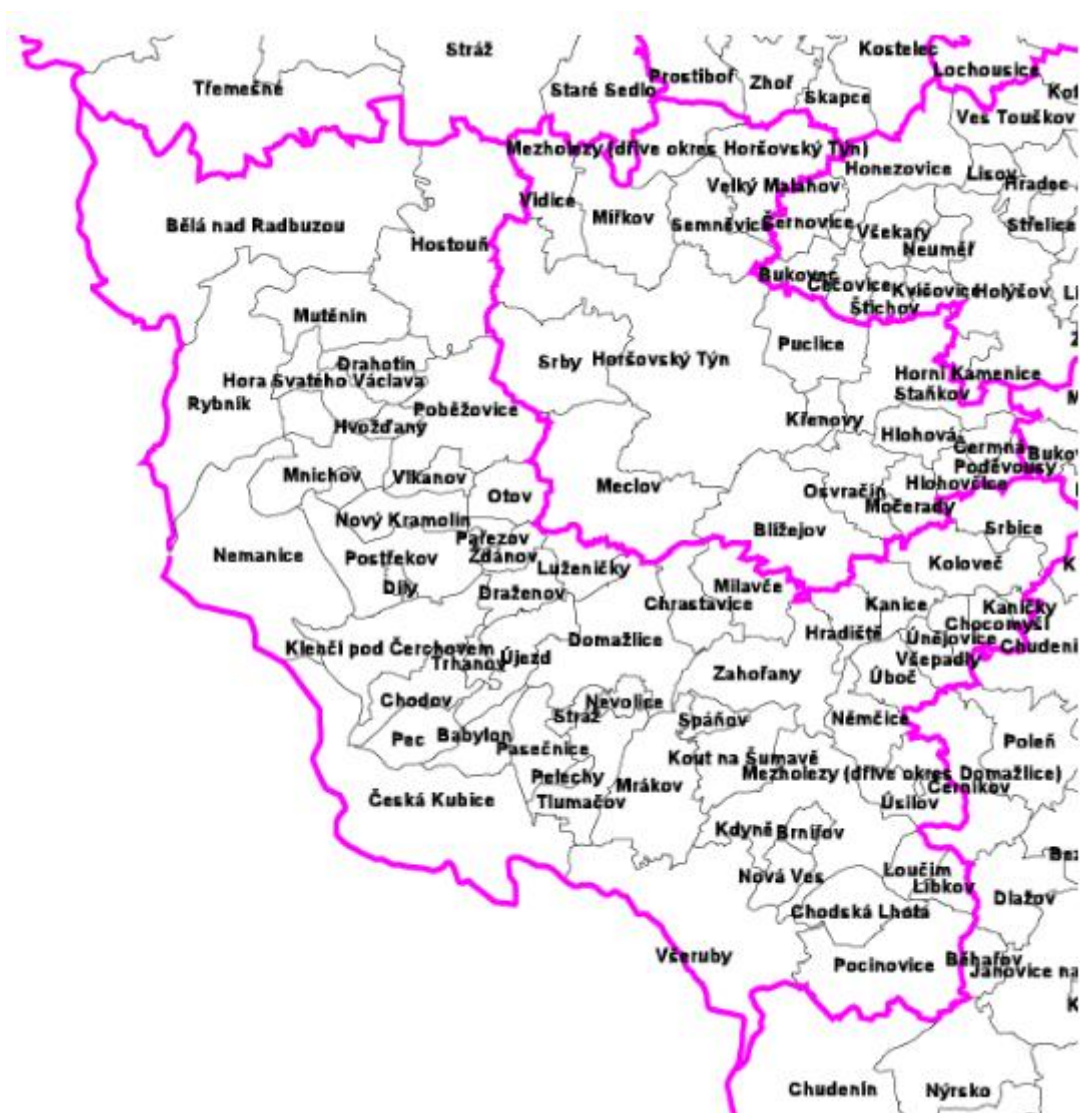 Stráž
Kostelec
Prostiboř
Lochousice
Třemešné
Staré Sedlo
Zhoř
Skapce
Ves Touškov
Mezholezy (dříve okres Horšovský Týn)
Honezovice
Lisov
Hradec
Vidice
Velký Malahov
Bělá nad Radbuzou
Mířkov
Semněvice
Černovice
Všekary
Střelice
Hostouň
Neuměř
Bukovec
Čečovice
Kvíčovice
Holýšov
Štichov
Mutěnín
Puclice
Drahotín
Srby
Horšovský Týn
Hora Svatého Václava
Horní Kamenice
Staňkov
Rybník
Poběžovice
Křenovy
Hvožďany
Hlohová
Čermná
Poděvousy
Mnichov
Vlkanov
Otov
Meclov
Osvračín
Hlohovčice
Močerady
Nový Kramolín
Blížejov
Srbice
Nemanice
Postřekov
Pařezov
Ždánov
Luženičky
Koloveč
Díly
Draženov
Milavče
Chrastavice
Kanice
Kaničky
Chocomyšl
Klenčí pod Čerchovem
Domažlice
Hradiště
Únějovice
Trhanov
Újezd
Všepadly
Zahořany
Úboč
Chodov
Nevolice
Stráž
Spáňov
Němčice
Pec
Babylon
Pasečnice
Poleň
Kout na Šumavě
Mezholezy (dříve okres Domažlice)
Pelechy
Mrákov
Černíkov
Česká Kubice
Tlumačov
Úsilov
Kdyně
Brnířov
Loučim
Nová Ves
Libkov
Dlažov
Chodská Lhota
Všeruby
Pocinovice
Běhařov
Janovice na
Chudenín
Nýrsko